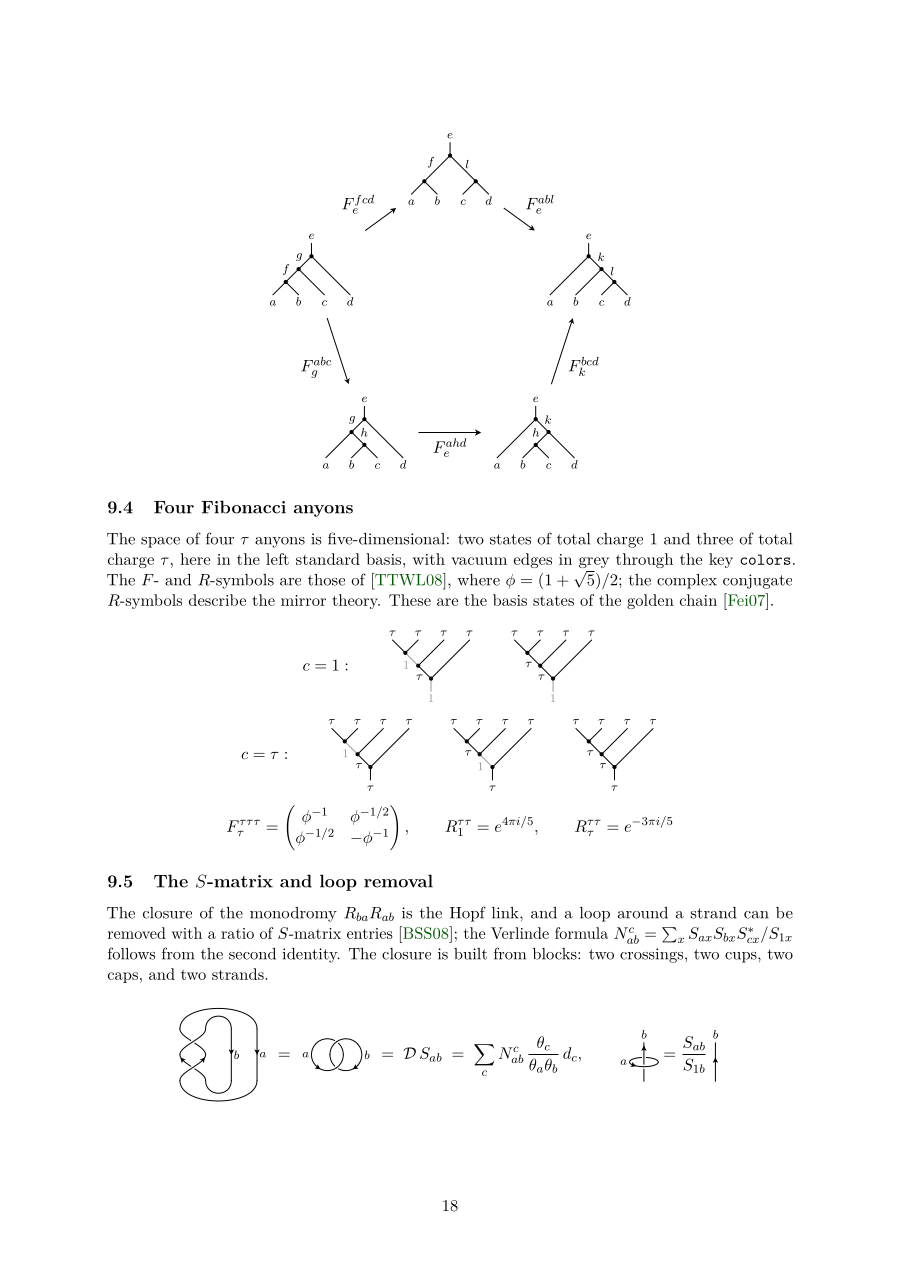 e
f l
a b c d
F_e^{fcd} F_e^{abl}
e e
g k
f l
a b c d a b c d
F_g^{abc} F_k^{bcd}
e e
g k
h h
a b c d a b c d
F_e^{ahd}
9.4 Four Fibonacci anyons
The space of four τ anyons is five-dimensional: two states of total charge 1 and three of total
charge τ, here in the left standard basis, with vacuum edges in grey through the key colors.
The F- and R-symbols are those of [TTWL08], where ϕ = (1 + √5)/2; the complex conjugate
R-symbols describe the mirror theory. These are the basis states of the golden chain [Fei07].
τ τ τ τ τ τ τ τ
c = 1 : 1 τ
τ τ
1 1
τ τ τ τ τ τ τ τ τ τ τ τ
c = τ : 1 τ τ
τ 1 τ
τ τ τ
F_τ^{τττ} = (ϕ^{−1} ϕ^{−1/2} ϕ^{−1/2} −ϕ^{−1}), R_1^{ττ} = e^{4πi/5}, R_τ^{ττ} = e^{−3πi/5}
9.5 The S-matrix and loop removal
The closure of the monodromy R_{ba}R_{ab} is the Hopf link, and a loop around a strand can be
removed with a ratio of S-matrix entries [BSS08]; the Verlinde formula N_{ab}^c = ∑_x S_{ax}S_{bx}S_{cx}^*/S_{1x}
follows from the second identity. The closure is built from blocks: two crossings, two cups, two
caps, and two strands.
b a = a b = 𝒟 S_{ab} = ∑_c N_{ab}^c θ_c/θ_aθ_b d_c, a b = S_{ab}/S_{1b} b
18